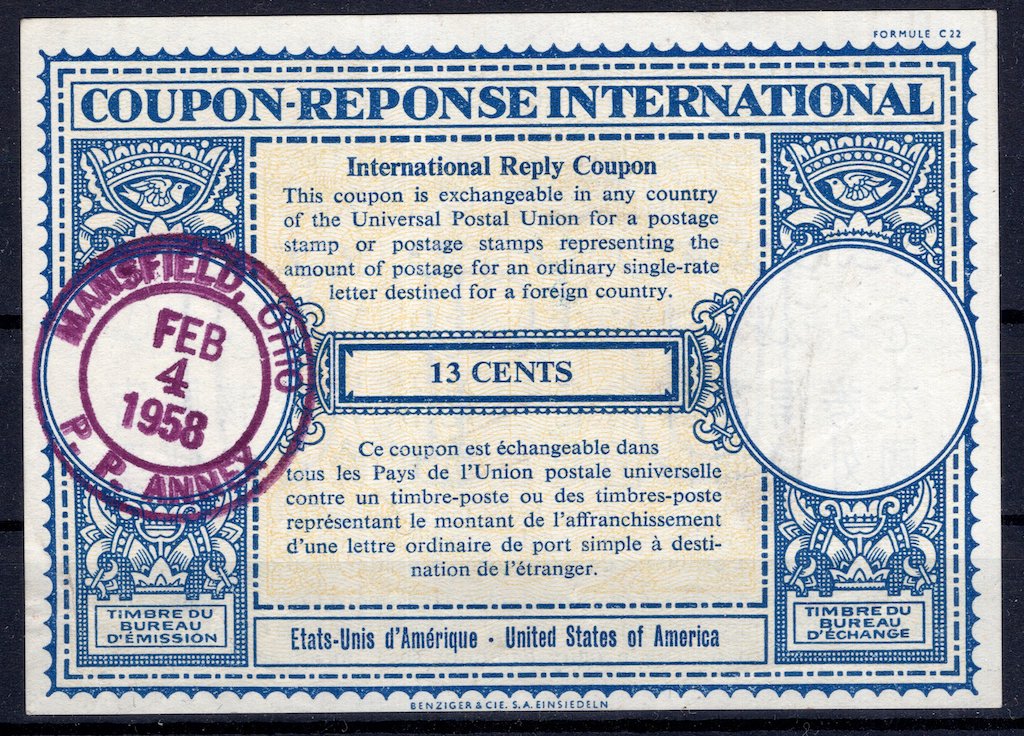 FORMULE C 22
COUPON-REPONSE INTERNATIONAL
International Reply Coupon
This coupon is exchangeable in any country
of the Universal Postal Union for a postage
stamp or postage stamps representing the
amount of postage for an ordinary single-rate
letter destined for a foreign country.
MANSFIELD, OHIO
FEB
4
1958
P. P. ANNEX
13 CENTS
Ce coupon est échangeable dans
tous les Pays de l'Union postale universelle
contre un timbre-poste ou des timbres-poste
représentant le montant de l'affranchissement
d'une lettre ordinaire de port simple à desti-
nation de l'étranger.
TIMBRE DU
BUREAU
D'ÉMISSION
TIMBRE DU
BUREAU
D'ÉCHANGE
Etats-Unis d'Amérique · United States of America
BENZIGER & CIE. S.A. EINSIEDELN